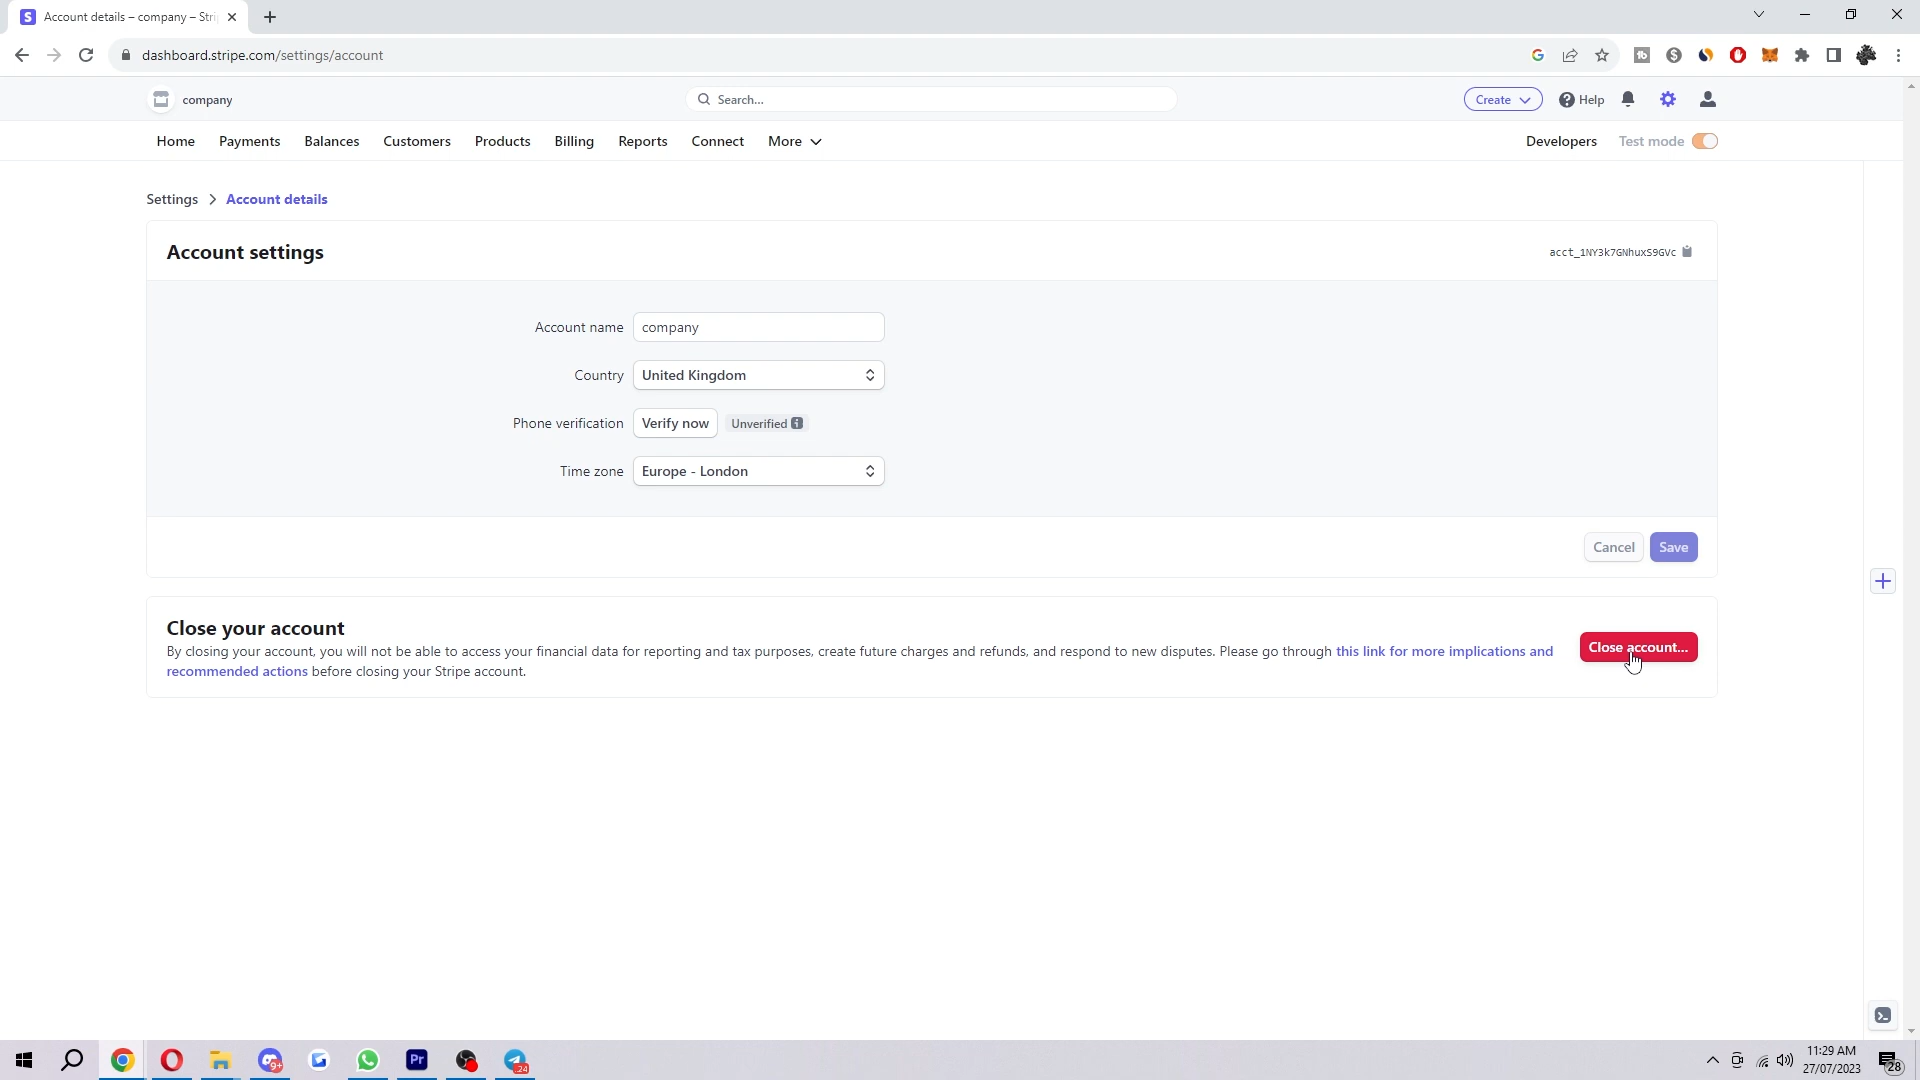 Account details – company – Stri
dashboard.stripe.com/settings/account
company
Search...
Create
Help
Home Payments Balances Customers Products Billing Reports Connect More
Developers Test mode
Settings > Account details
Account settings
acct_1NY3k7GNhuxS9GVc
Account name company
Country United Kingdom
Phone verification Verify now Unverified
Time zone Europe - London
Cancel Save
Close your account
By closing your account, you will not be able to access your financial data for reporting and tax purposes, create future charges and refunds, and respond to new disputes. Please go through this link for more implications and
recommended actions before closing your Stripe account.
Close account...
9+
Pr
24
11:29 AM
27/07/2023
28